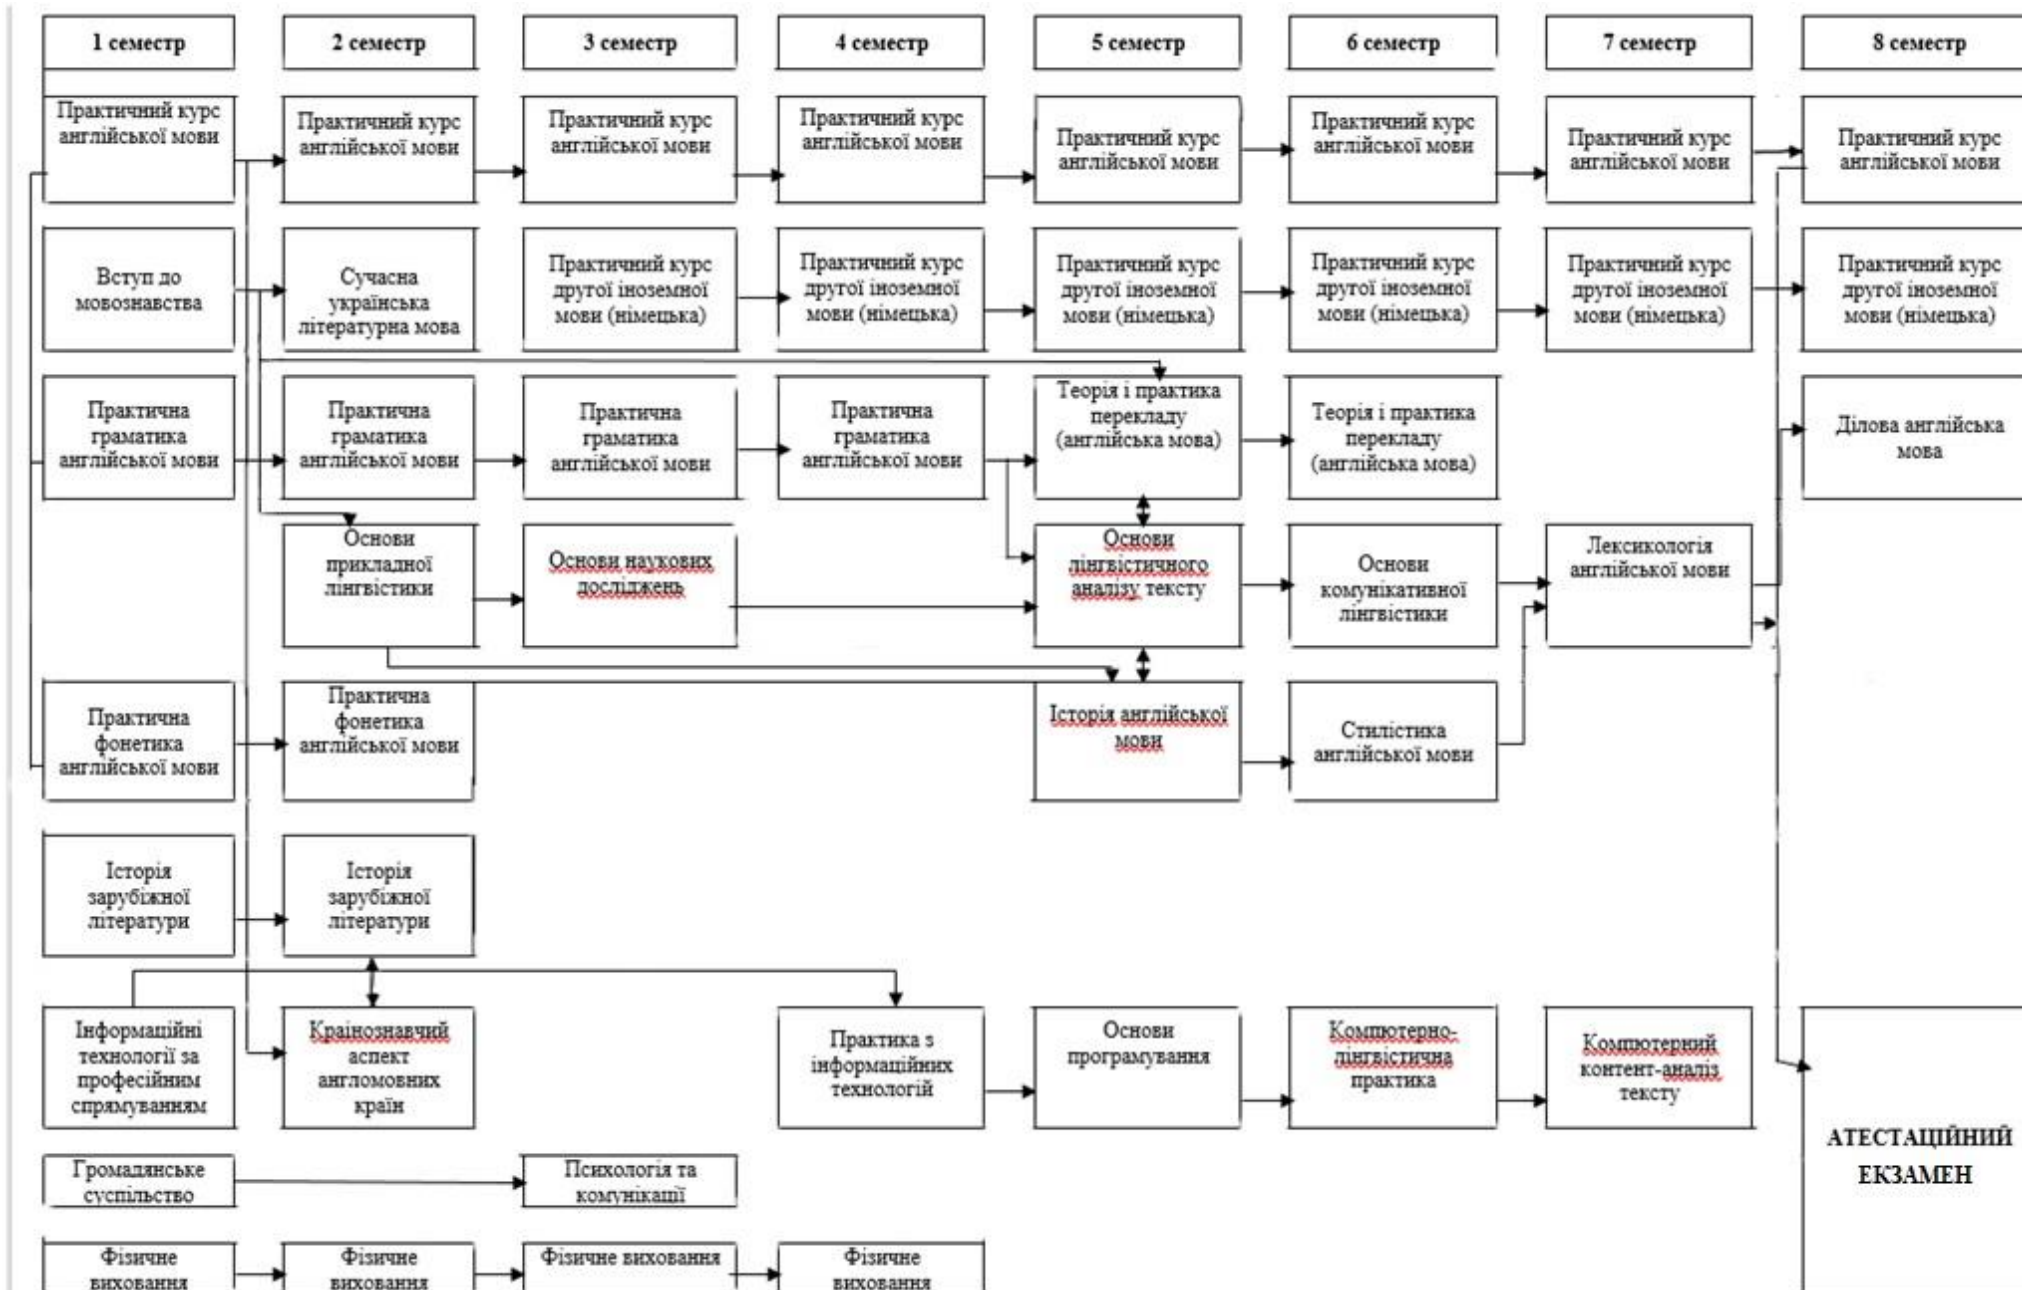 1 семестр
2 семестр
3 семестр
4 семестр
5 семестр
6 семестр
7 семестр
8 семестр
Практичний курс
англійської мови
Практичний курс
англійської мови
Практичний курс
англійської мови
Практичний курс
англійської мови
Практичний курс
англійської мови
Практичний курс
англійської мови
Практичний курс
англійської мови
Практичний курс
англійської мови
Вступ до
мовознавства
Сучасна
українська
літературна мова
Практичний курс
другої іноземної
мови (німецька)
Практичний курс
другої іноземної
мови (німецька)
Практичний курс
другої іноземної
мови (німецька)
Практичний курс
другої іноземної
мови (німецька)
Практичний курс
другої іноземної
мови (німецька)
Практичний курс
другої іноземної
мови (німецька)
Практична
граматика
англійської мови
Практична
граматика
англійської мови
Практична
граматика
англійської мови
Практична
граматика
англійської мови
Теорія і практика
перекладу
(англійська мова)
Теорія і практика
перекладу
(англійська мова)
Ділова англійська
мова
Основи
прикладної
лінгвістики
Основи наукових
досліджень
Основи
лінгвістичного
аналізу тексту
Основи
комунікативної
лінгвістики
Лексикологія
англійської мови
Практична
фонетика
англійської мови
Практична
фонетика
англійської мови
Історія англійської
мови
Стилістика
англійської мови
Історія
зарубіжної
літератури
Історія
зарубіжної
літератури
Інформаційні
технології за
професійним
спрямуванням
Країнознавчий
аспект
англомовних
країн
Практика з
інформаційних
технологій
Основи
програмування
Компютерно-
лінгвістична
практика
Компютерний
контент-аналіз
тексту
АТЕСТАЦІЙНИЙ
ЕКЗАМЕН
Громадянське
суспільство
Психологія та
комунікації
Фізичне
виховання
Фізичне
виховання
Фізичне виховання
Фізичне
виховання